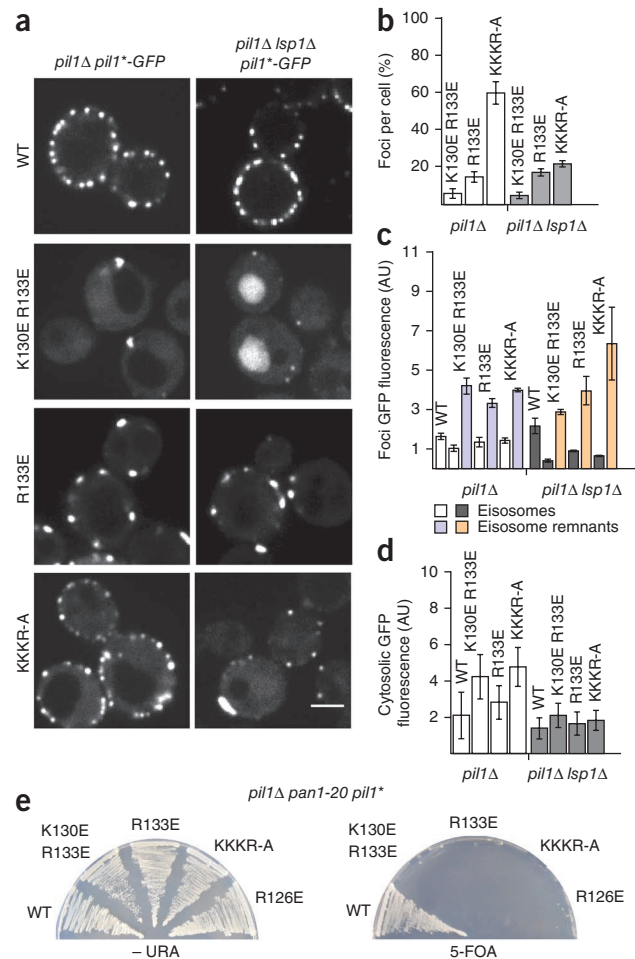 a
pil1Δ pil1*-GFP
pil1Δ lsp1Δ
pil1*-GFP
WT
K130E R133E
R133E
KKKR-A
b
Foci per cell (%)
100
80
60
40
20
K130E R133E
R133E
KKKR-A
K130E R133E
R133E
KKKR-A
pil1Δ
pil1Δ lsp1Δ
c
Foci GFP fluorescence (AU)
11
9
7
5
3
1
WT
K130E R133E
R133E
KKKR-A
WT
K130E R133E
R133E
KKKR-A
pil1Δ
pil1Δ lsp1Δ
Eisosomes
Eisosome remnants
d
Cytosolic GFP
fluorescence (AU)
10
8
6
4
2
WT
K130E R133E
R133E
KKKR-A
WT
K130E R133E
R133E
KKKR-A
pil1Δ
pil1Δ lsp1Δ
e
pil1Δ pan1-20 pil1*
WT
K130E
R133E
R133E
KKKR-A
R126E
– URA
WT
K130E
R133E
R133E
KKKR-A
R126E
5-FOA